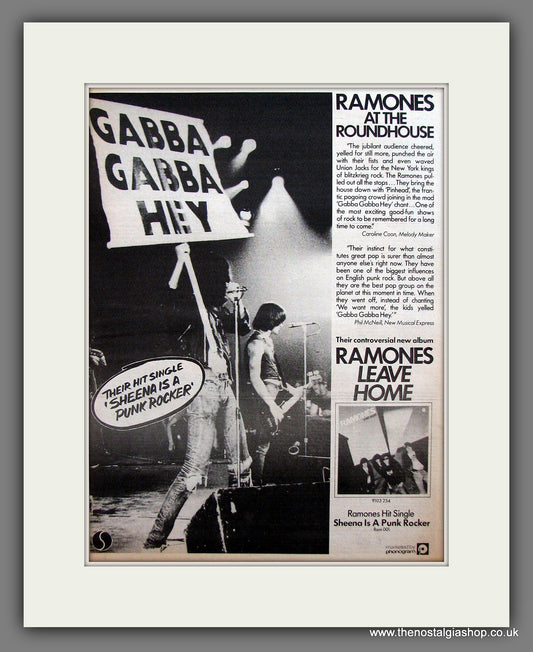 GABBA
GABBA
HEY
THEIR HIT SINGLE
'SHEENA IS A
PUNK ROCKER'
RAMONES
AT THE
ROUNDHOUSE
"The jubilant audience cheered,
yelled for still more, punched the air
with their fists and even waved
Union Jacks for the New York kings
of blitzkrieg rock. The Ramones pul-
led out all the stops... They bring the
house down with 'Pinhead', the fran-
tic pogoing crowd joining in the mad
'Gabba Gabba Hey' chant... One of
the most exciting good-fun shows
of rock to be remembered for a long
time to come."
Caroline Coon, Melody Maker
"Their instinct for what consti-
tutes great pop is surer than almost
anyone else's right now. They have
been one of the biggest influences
on English punk rock. But above all
they are the best pop group on the
planet at this moment in time. When
they went off, instead of chanting
'We want more', the kids yelled
'Gabba Gabba Hey.'"
Phil McNeill, New Musical Express
Their controversial new album
RAMONES
LEAVE
HOME
RAMONES
9103 254
Ramones Hit Single
Sheena Is A Punk Rocker
Ram 001
marketed by
phonogram
www.thenostalgiashop.co.uk